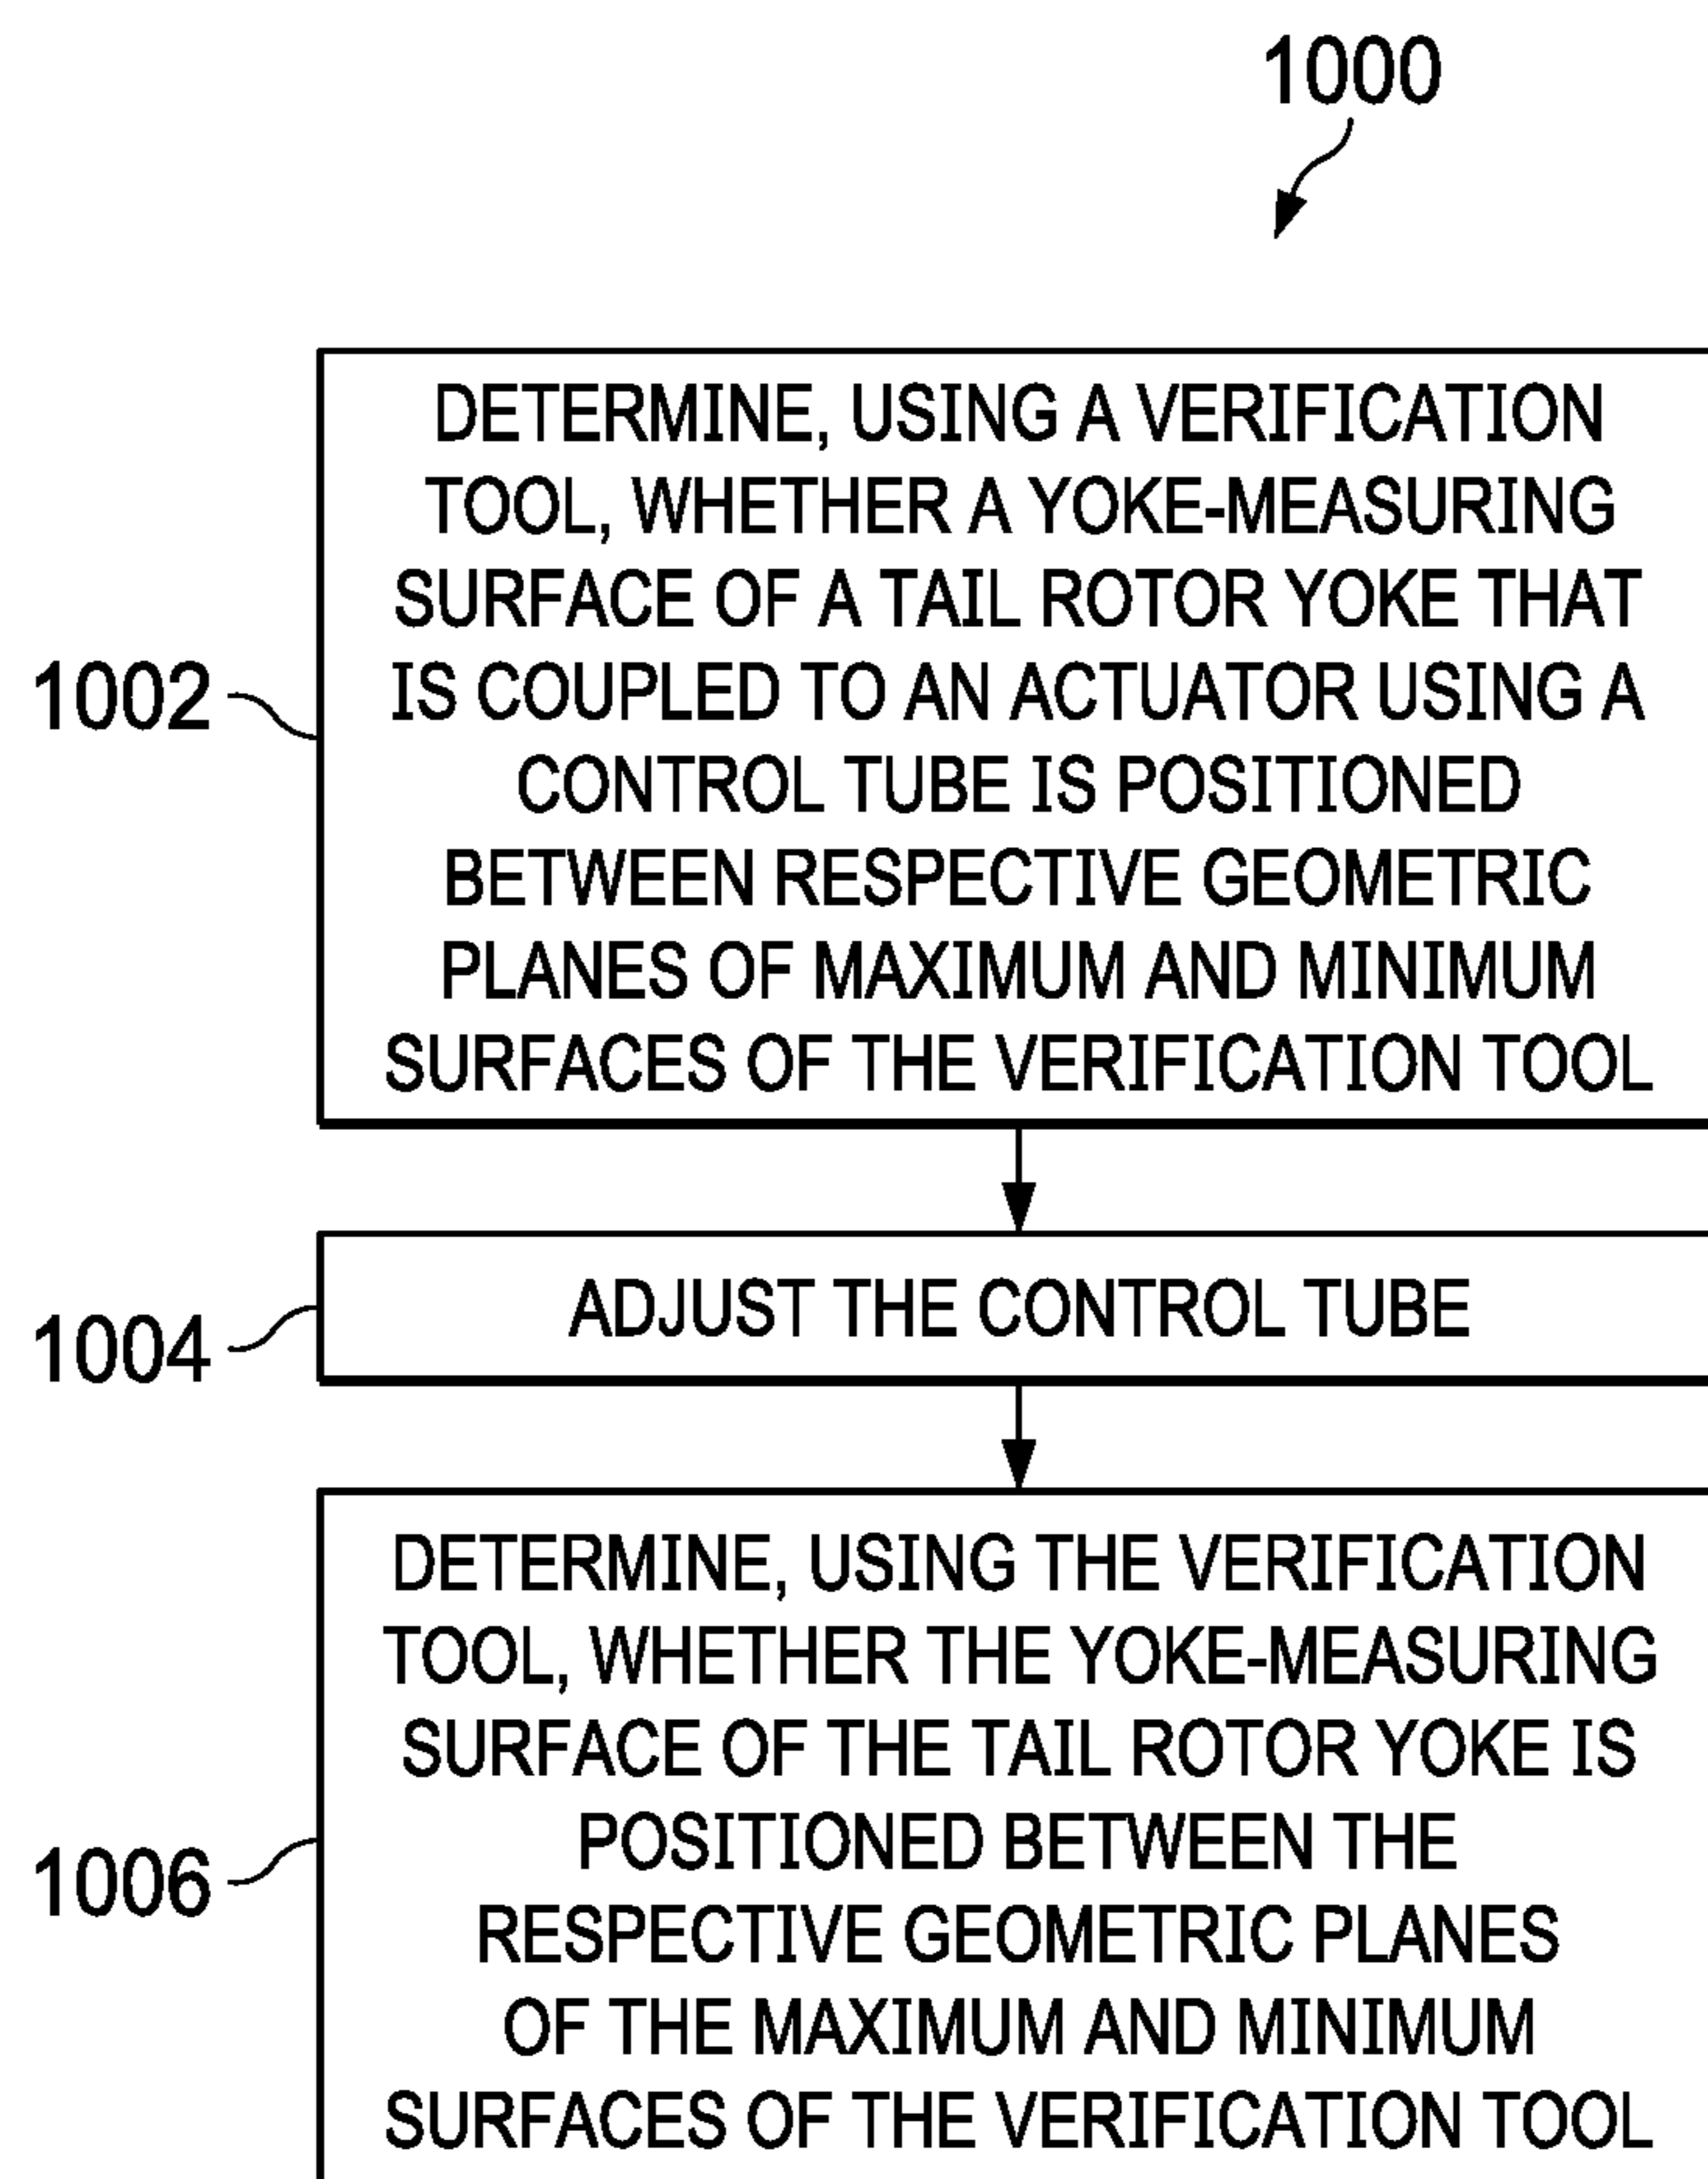 1000
DETERMINE, USING A VERIFICATION
TOOL, WHETHER A YOKE-MEASURING
SURFACE OF A TAIL ROTOR YOKE THAT
IS COUPLED TO AN ACTUATOR USING A
CONTROL TUBE IS POSITIONED
BETWEEN RESPECTIVE GEOMETRIC
PLANES OF MAXIMUM AND MINIMUM
SURFACES OF THE VERIFICATION TOOL
1002
ADJUST THE CONTROL TUBE
1004
DETERMINE, USING THE VERIFICATION
TOOL, WHETHER THE YOKE-MEASURING
SURFACE OF THE TAIL ROTOR YOKE IS
POSITIONED BETWEEN THE
RESPECTIVE GEOMETRIC PLANES
OF THE MAXIMUM AND MINIMUM
SURFACES OF THE VERIFICATION TOOL
1006